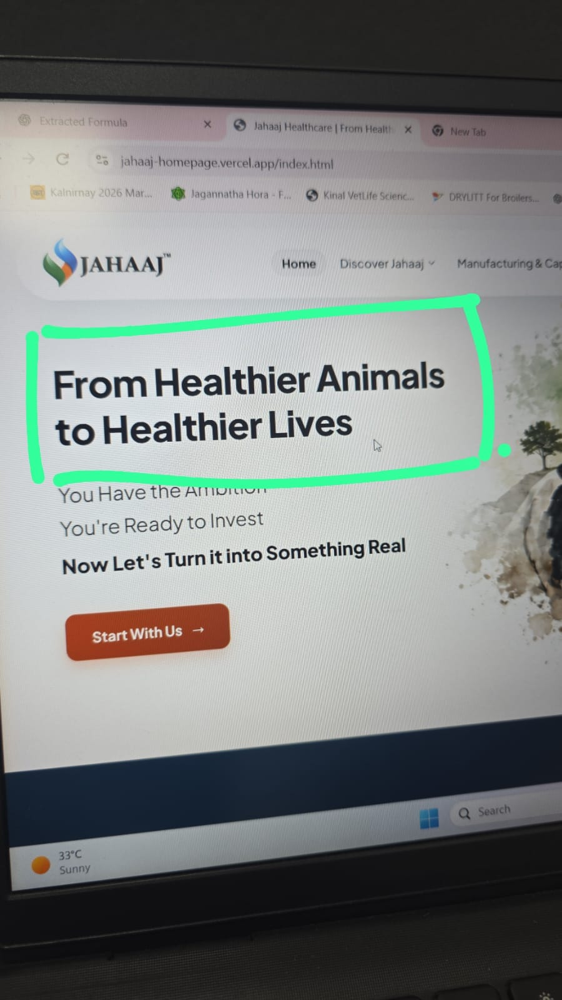 Extracted Formula
Jahaaj Healthcare | From Health
New Tab
jahaaj-homepage.vercel.app/index.html
Kalnirnay 2026 Mar...
Jagannatha Hora - F...
Kinal VetLife Scienc...
DRYLITT For Broilers...
JAHAAJ™
Home
Discover Jahaaj
Manufacturing & Cap
From Healthier Animals
to Healthier Lives
You Have the Ambition
You're Ready to Invest
Now Let's Turn it into Something Real
Start With Us →
Search
33°C
Sunny